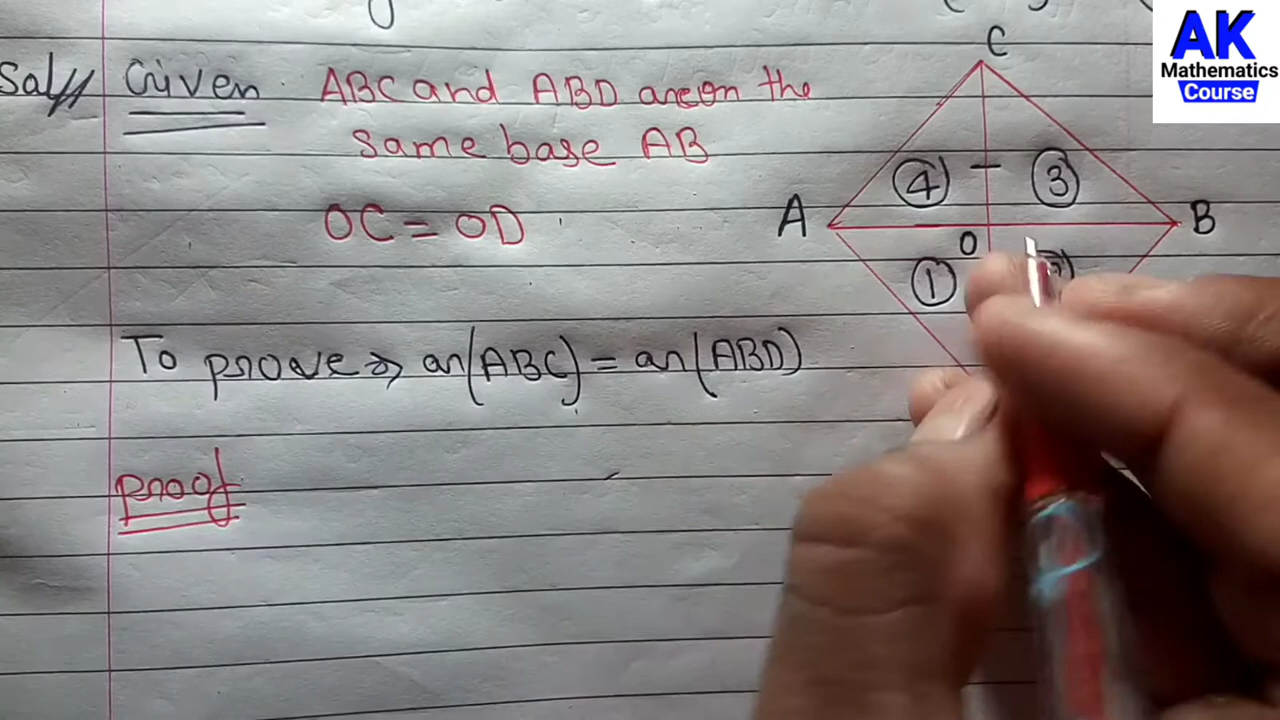 Sol // Given ABC and ABD are on the
same base AB
OC = OD
To prove ⇒ ar(ABC) = ar(ABD)
Proof
C
④ ③
A B
O
①
AK
Mathematics
Course